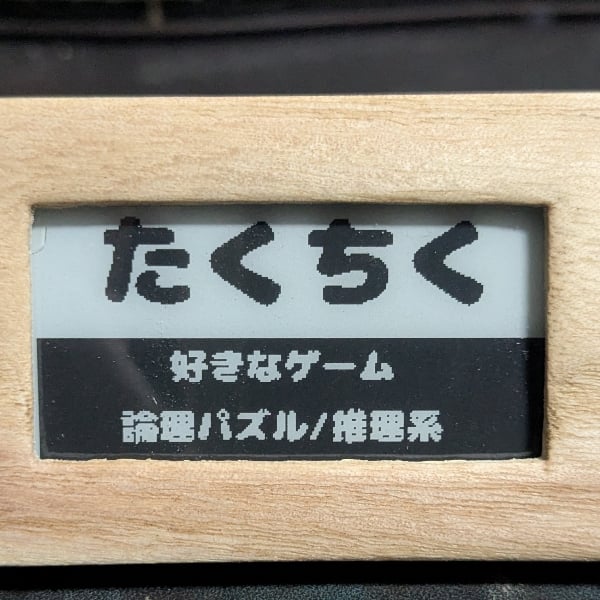 たくちく
好きなゲーム
論理パズル/推理系